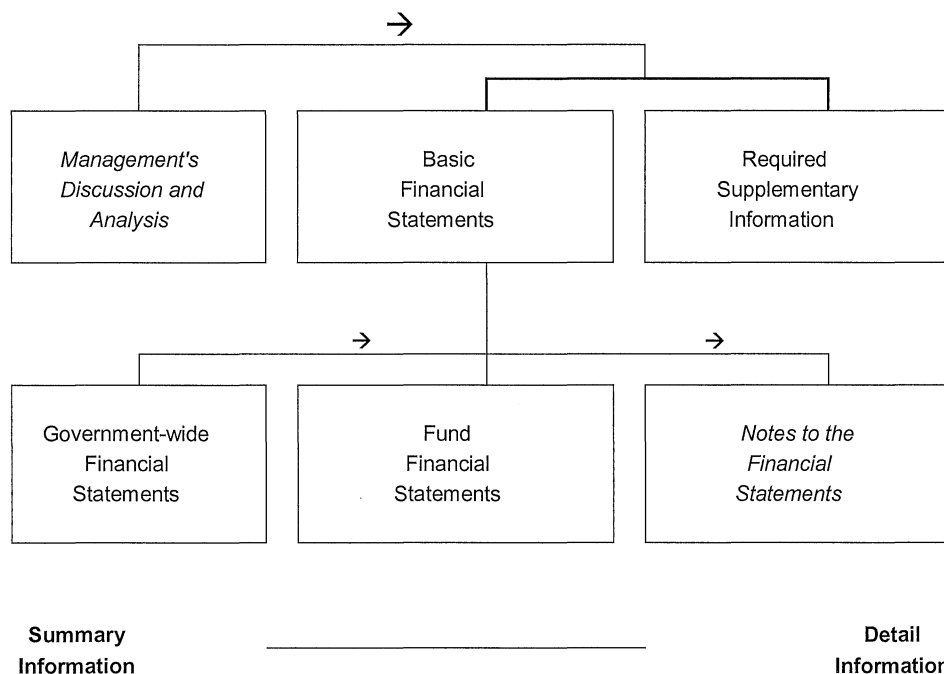 →
Management's
Discussion and
Analysis
Basic
Financial
Statements
Required
Supplementary
Information
→
→
Government-wide
Financial
Statements
Fund
Financial
Statements
Notes to the
Financial
Statements
Summary
Information
Detail
Information